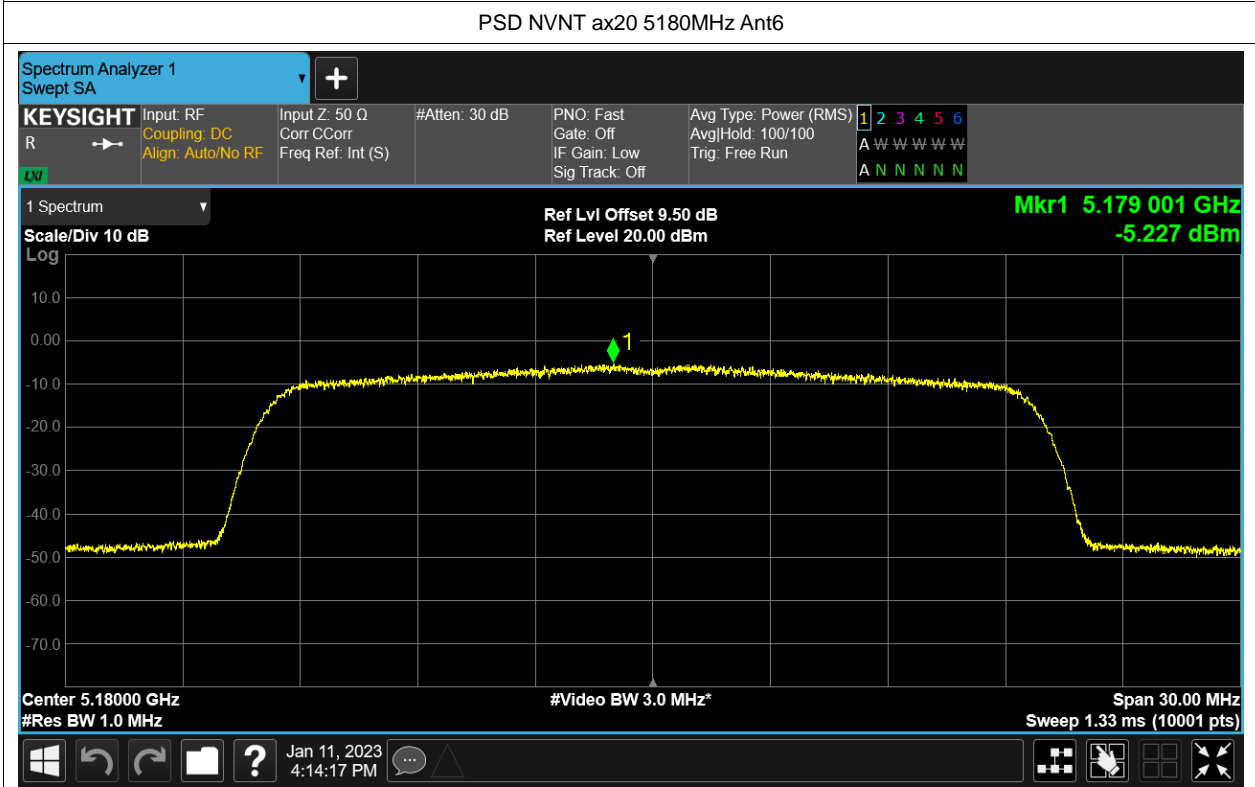 PSD NVNT ax20 5180MHz Ant6
Spectrum Analyzer 1
Swept SA
KEYSIGHT
R
LXI
Input: RF
Coupling: DC
Align: Auto/No RF
Input Z: 50 Ω
Corr CCorr
Freq Ref: Int (S)
#Atten: 30 dB
PNO: Fast
Gate: Off
IF Gain: Low
Sig Track: Off
Avg Type: Power (RMS)
Avg|Hold: 100/100
Trig: Free Run
1 2 3 4 5 6
A W W W W W
A N N N N N
1 Spectrum
Scale/Div 10 dB
Log
Ref Lvl Offset 9.50 dB
Ref Level 20.00 dBm
Mkr1 5.179 001 GHz
-5.227 dBm
10.0
0.00
1
-10.0
-20.0
-30.0
-40.0
-50.0
-60.0
-70.0
Center 5.18000 GHz
#Res BW 1.0 MHz
#Video BW 3.0 MHz*
Span 30.00 MHz
Sweep 1.33 ms (10001 pts)
?
Jan 11, 2023
4:14:17 PM